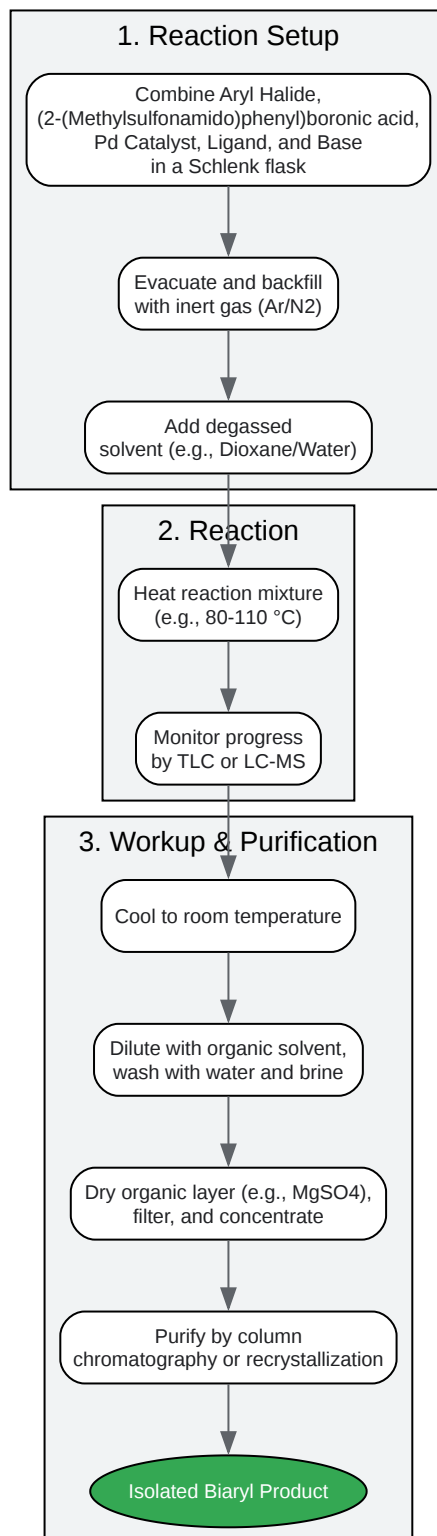 1. Reaction Setup
Combine Aryl Halide,
(2-(Methylsulfonamido)phenyl)boronic acid,
Pd Catalyst, Ligand, and Base
in a Schlenk flask
Evacuate and backfill
with inert gas (Ar/N2)
Add degassed
solvent (e.g., Dioxane/Water)
2. Reaction
Heat reaction mixture
(e.g., 80-110 °C)
Monitor progress
by TLC or LC-MS
3. Workup & Purification
Cool to room temperature
Dilute with organic solvent,
wash with water and brine
Dry organic layer (e.g., MgSO4),
filter, and concentrate
Purify by column
chromatography or recrystallization
Isolated Biaryl Product